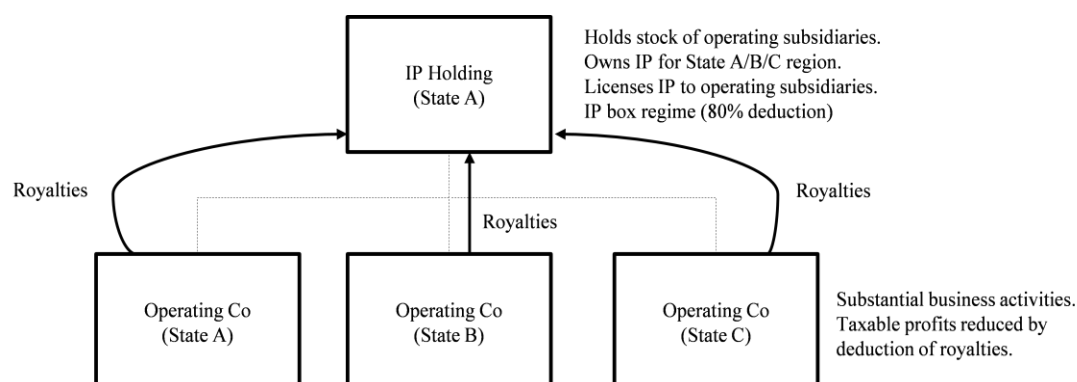 Holds stock of operating subsidiaries.
Owns IP for State A/B/C region.
Licenses IP to operating subsidiaries.
IP box regime (80% deduction)
IP Holding
(State A)
Royalties
Royalties
Royalties
Operating Co
(State A)
Operating Co
(State B)
Operating Co
(State C)
Substantial business activities.
Taxable profits reduced by
deduction of royalties.